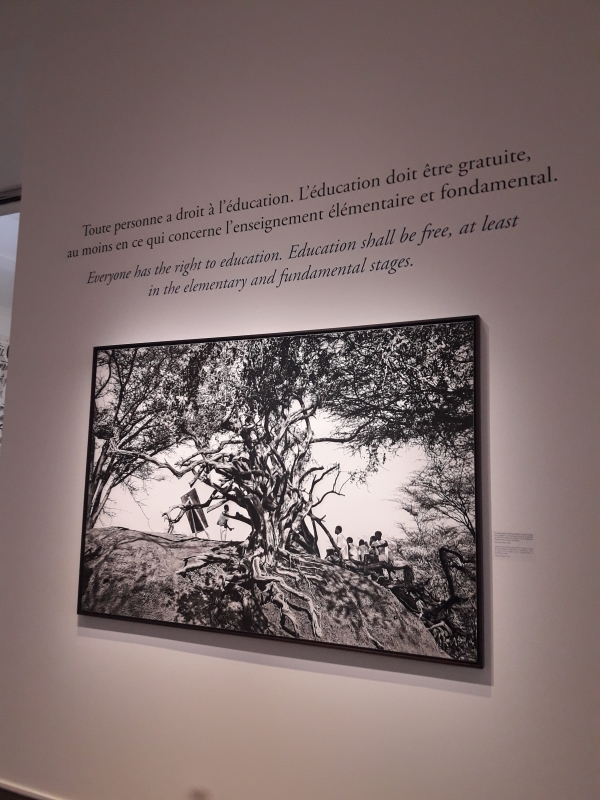 Toute personne a droit à l'éducation. L'éducation doit être gratuite,
au moins en ce qui concerne l'enseignement élémentaire et fondamental.
Everyone has the right to education. Education shall be free, at least
in the elementary and fundamental stages.